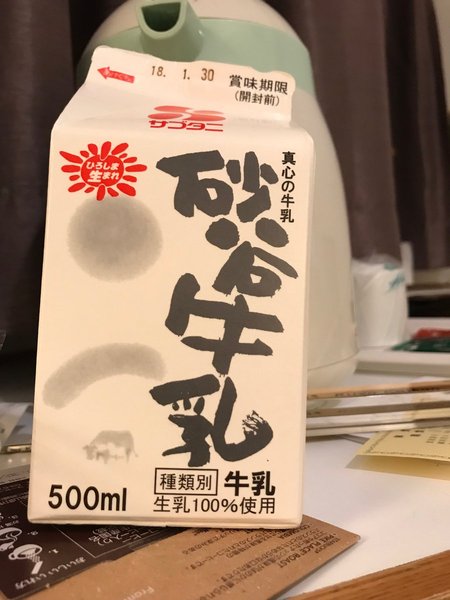 18. 1. 30
賞味期限
(開封前)
サゴタニ
ひろしま
生まれ
真心の牛乳
砂谷牛乳
500ml
種類別 牛乳
生乳100%使用